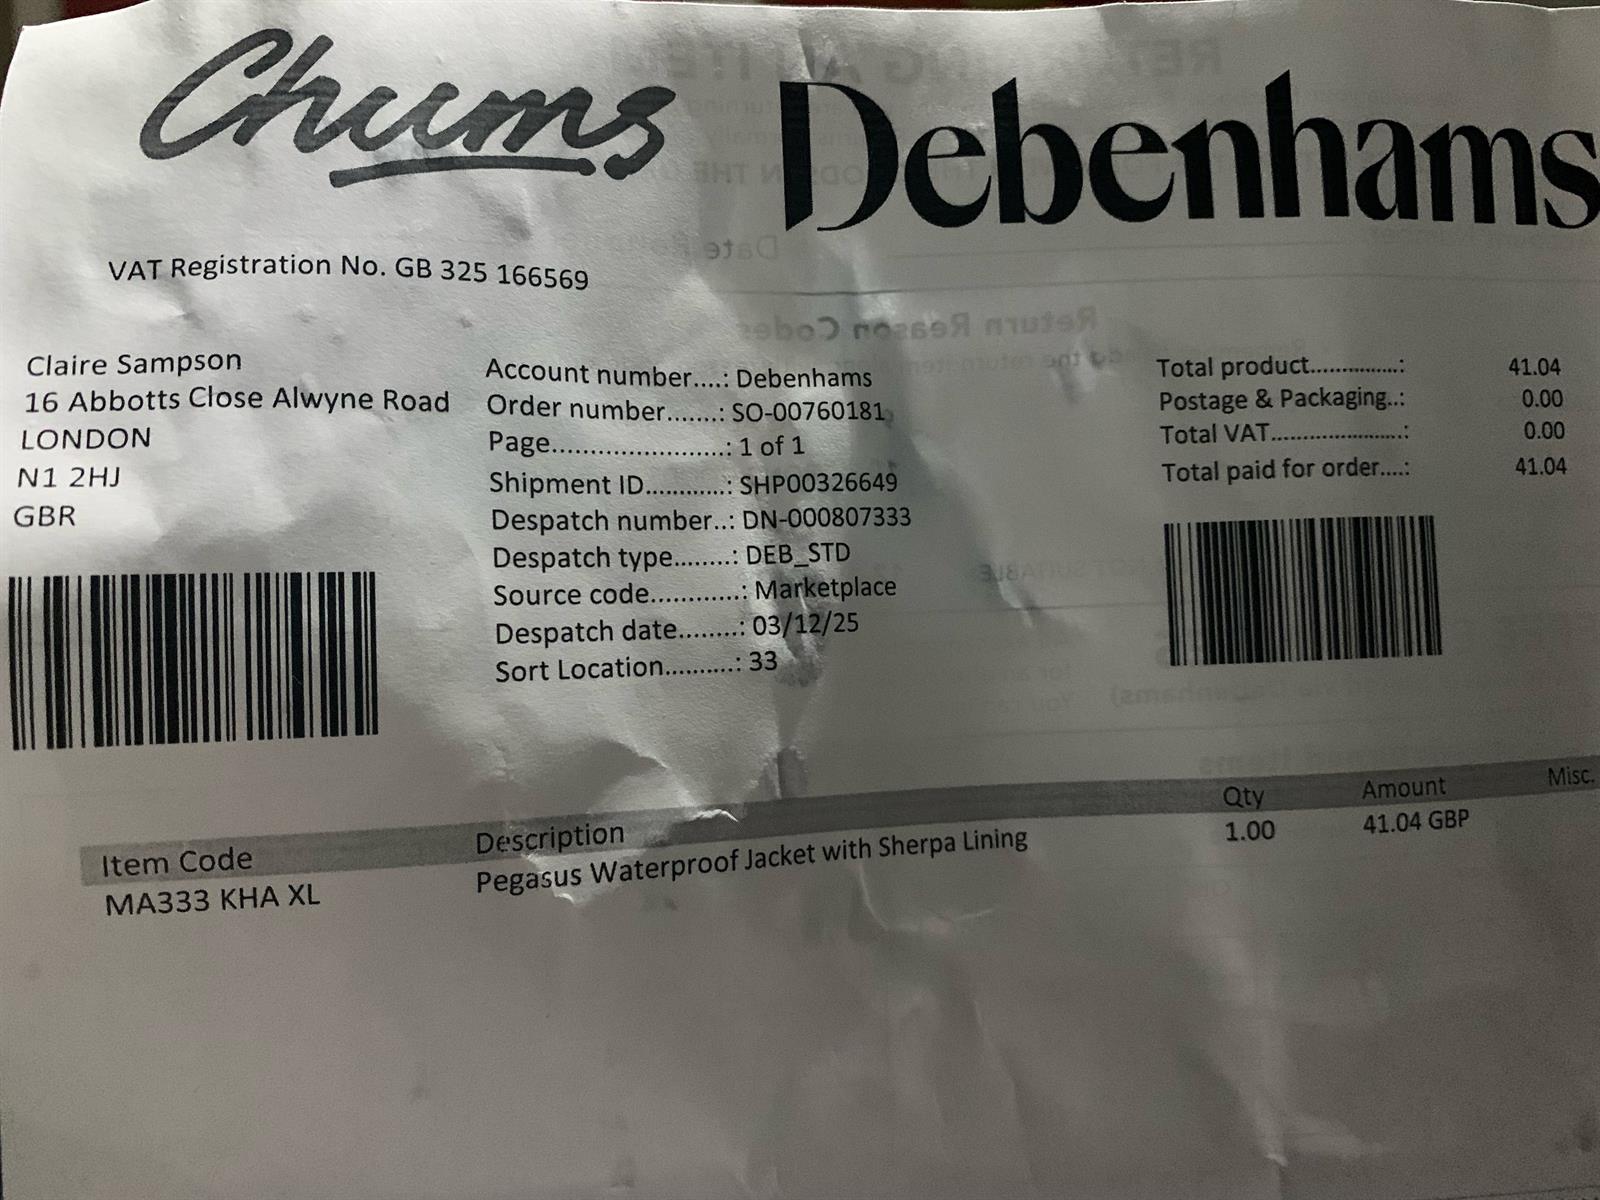 Chums
Debenhams
VAT Registration No. GB 325 166569
Claire Sampson
16 Abbotts Close Alwyne Road
LONDON
N1 2HJ
GBR
Account number....: Debenhams
Order number.......: SO-00760181
Page........................: 1 of 1
Shipment ID............: SHP00326649
Despatch number..: DN-000807333
Despatch type.......: DEB_STD
Source code............: Marketplace
Despatch date........: 03/12/25
Sort Location..........: 33
Total product..............: 41.04
Postage & Packaging..: 0.00
Total VAT......................: 0.00
Total paid for order....: 41.04
Item Code Description Qty Amount Misc.
MA333 KHA XL Pegasus Waterproof Jacket with Sherpa Lining 1.00 41.04 GBP
Return Reason Codes